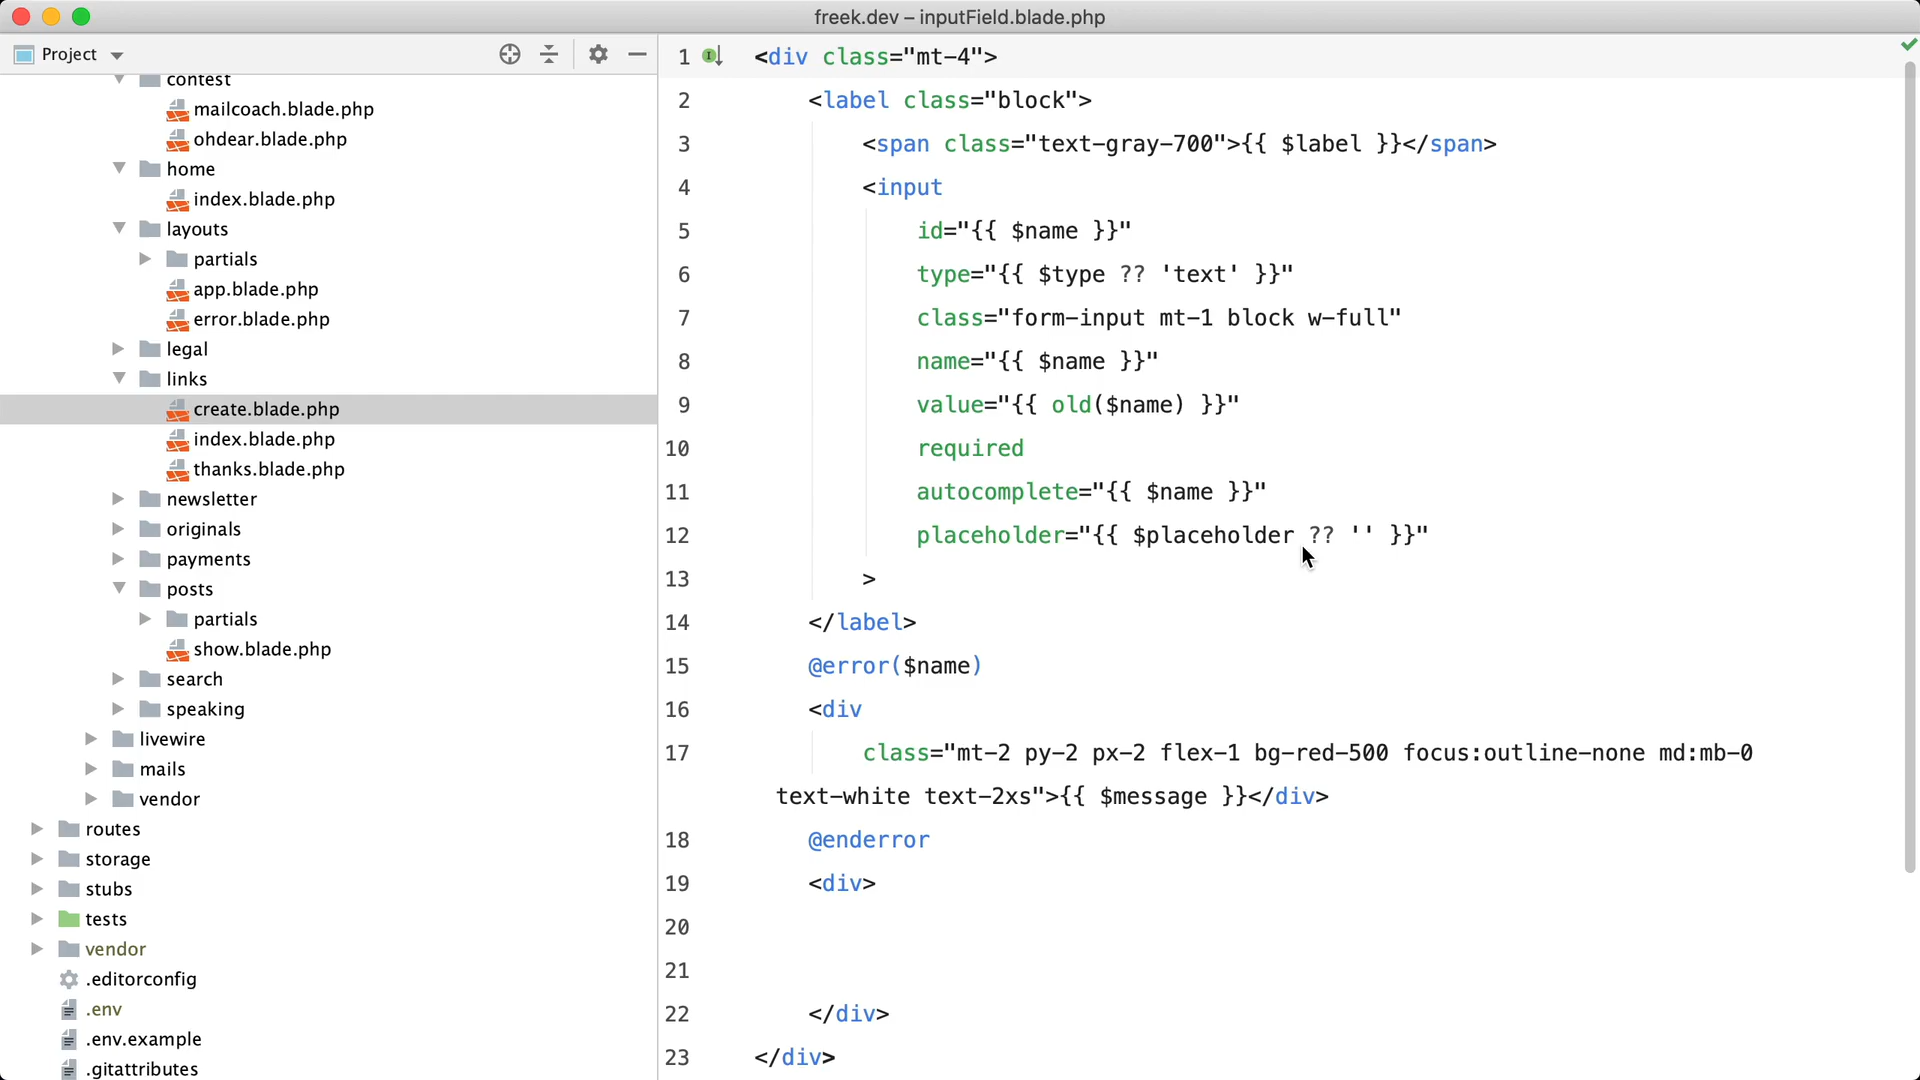 freek.dev – inputField.blade.php
Project
contest
mailcoach.blade.php
ohdear.blade.php
home
index.blade.php
layouts
partials
app.blade.php
error.blade.php
legal
links
create.blade.php
index.blade.php
thanks.blade.php
newsletter
originals
payments
posts
partials
show.blade.php
search
speaking
livewire
mails
vendor
routes
storage
stubs
tests
vendor
.editorconfig
.env
.env.example
.gitattributes
1 <div class="mt-4">
2 <label class="block">
3 <span class="text-gray-700">{{ $label }}</span>
4 <input
5 id="{{ $name }}"
6 type="{{ $type ?? 'text' }}"
7 class="form-input mt-1 block w-full"
8 name="{{ $name }}"
9 value="{{ old($name) }}"
10 required
11 autocomplete="{{ $name }}"
12 placeholder="{{ $placeholder ?? '' }}"
13 >
14 </label>
15 @error($name)
16 <div
17 class="mt-2 py-2 px-2 flex-1 bg-red-500 focus:outline-none md:mb-0
text-white text-2xs">{{ $message }}</div>
18 @enderror
19 <div>
20
21
22 </div>
23 </div>